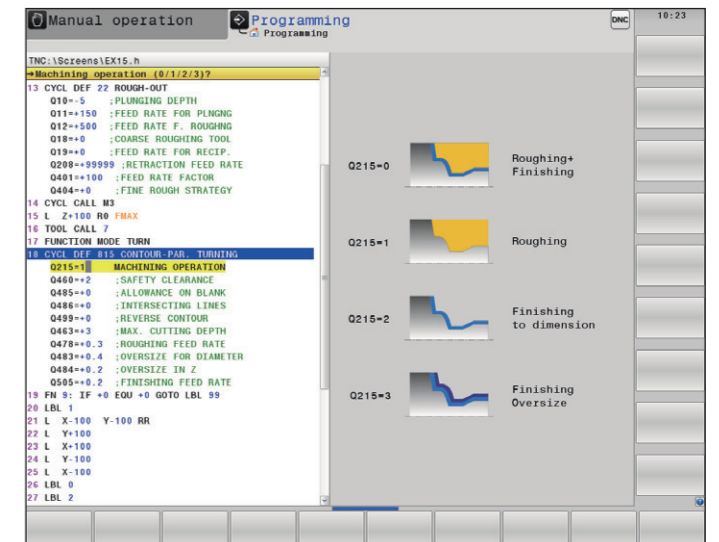 Manual operation
Programming
Programming
DNC
10:23
TNC:\Screens\EX15.h
→Machining operation (0/1/2/3)?
13 CYCL DEF 22 ROUGH-OUT
Q10=-5 ;PLUNGING DEPTH
Q11=+150 ;FEED RATE FOR PLNGNG
Q12=+500 ;FEED RATE F. ROUGHNG
Q18=+0 ;COARSE ROUGHING TOOL
Q19=+0 ;FEED RATE FOR RECIP.
Q208=+99999 ;RETRACTION FEED RATE
Q401=+100 ;FEED RATE FACTOR
Q404=+0 ;FINE ROUGH STRATEGY
14 CYCL CALL M3
15 L Z+100 R0 FMAX
16 TOOL CALL 7
17 FUNCTION MODE TURN
18 CYCL DEF 815 CONTOUR-PAR. TURNING
Q215=1 MACHINING OPERATION
Q460=+2 ;SAFETY CLEARANCE
Q485=+0 ;ALLOWANCE ON BLANK
Q486=+0 ;INTERSECTING LINES
Q499=+0 ;REVERSE CONTOUR
Q463=+3 ;MAX. CUTTING DEPTH
Q478=+0.3 ;ROUGHING FEED RATE
Q483=+0.4 ;OVERSIZE FOR DIAMETER
Q484=+0.2 ;OVERSIZE IN Z
Q505=+0.2 ;FINISHING FEED RATE
19 FN 9: IF +0 EQU +0 GOTO LBL 99
20 LBL 1
21 L X-100 Y-100 RR
22 L Y+100
23 L X+100
24 L Y-100
25 L X-100
26 LBL 0
27 LBL 2
Q215=0
Roughing+
Finishing
Q215=1
Roughing
Q215=2
Finishing
to dimension
Q215=3
Finishing
Oversize